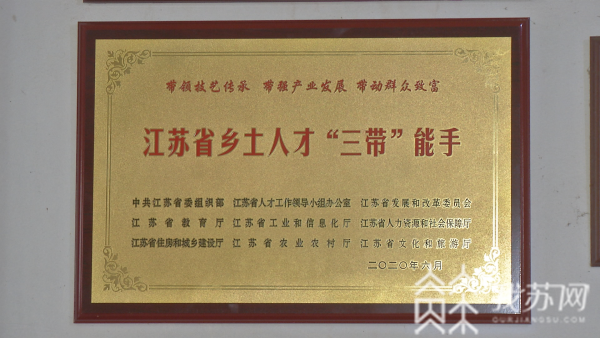 带领技艺传承 带强产业发展 带动群众致富
江苏省乡土人才“三带”能手
中共江苏省委组织部 江苏省人才工作领导小组办公室 江苏省发展和改革委员会
江苏省教育厅 江苏省工业和信息化厅 江苏省人力资源和社会保障厅
江苏省住房和城乡建设厅 江苏省农业农村厅 江苏省文化和旅游厅
二〇二〇年六月
我苏网
OURJIANGSU.COM